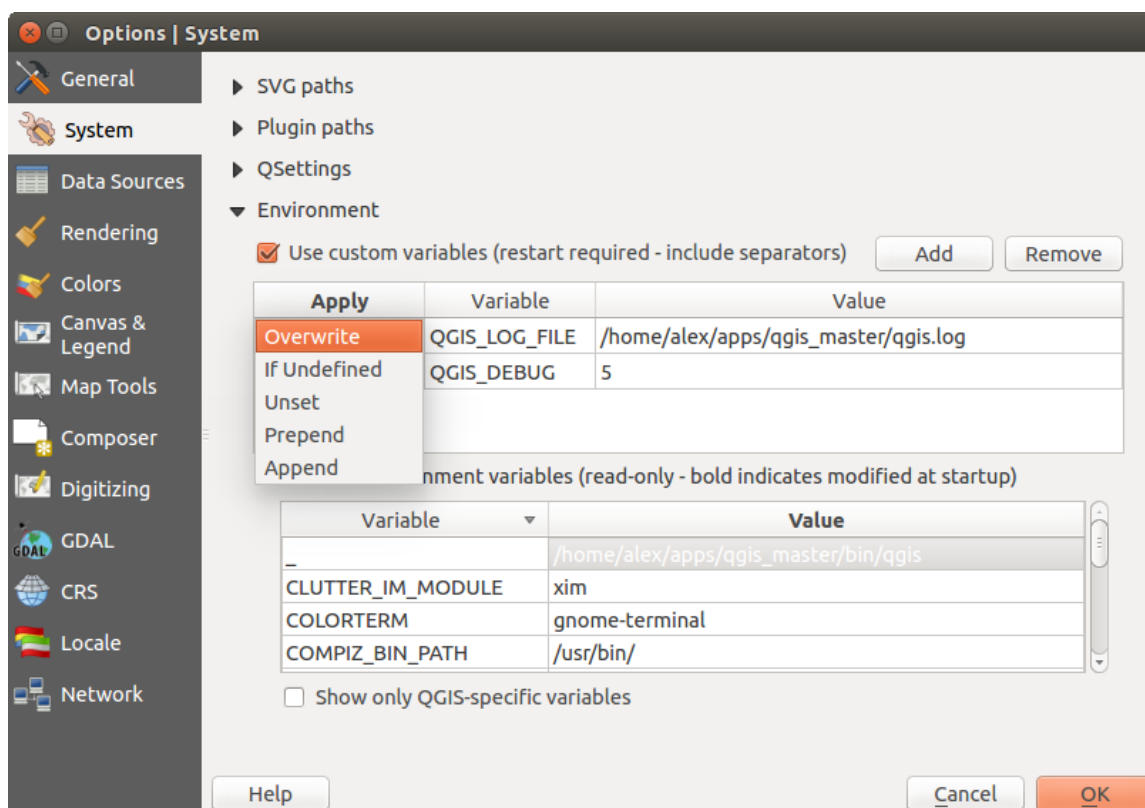 Options | System
General
System
Data Sources
Rendering
Colors
Canvas &
Legend
Map Tools
Composer
Digitizing
GDAL
GDAL
CRS
Locale
Network
SVG paths
Plugin paths
QSettings
Environment
Use custom variables (restart required - include separators) Add Remove
Apply Variable Value
Overwrite QGIS_LOG_FILE /home/alex/apps/qgis_master/qgis.log
If Undefined QGIS_DEBUG 5
Unset
Prepend
Append
nment variables (read-only - bold indicates modified at startup)
Variable Value
_ /home/alex/apps/qgis_master/bin/qgis
CLUTTER_IM_MODULE xim
COLORTERM gnome-terminal
COMPIZ_BIN_PATH /usr/bin/
Show only QGIS-specific variables
Help Cancel OK